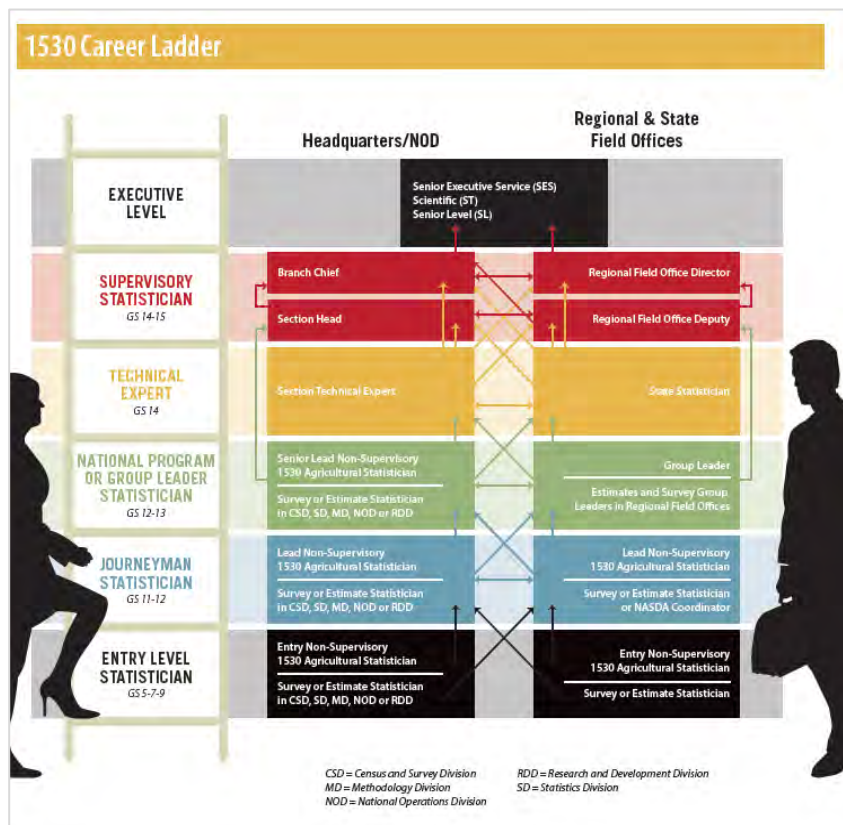 1530 Career Ladder
Headquarters/NOD
Regional & State
Field Offices
EXECUTIVE
LEVEL
Senior Executive Service (SES)
Scientific (ST)
Senior Level (SL)
SUPERVISORY
STATISTICIAN
GS 14-15
Branch Chief
Regional Field Office Director
Section Head
Regional Field Office Deputy
TECHNICAL
EXPERT
GS 14
Section Technical Expert
State Statistician
NATIONAL PROGRAM
OR GROUP LEADER
STATISTICIAN
GS 12-13
Senior Lead Non-Supervisory
1530 Agricultural Statistician
Survey or Estimate Statistician
in CSD, SD, MD, NOD or RDD
Group Leader
Estimates and Survey Group
Leaders in Regional Field Offices
JOURNEYMAN
STATISTICIAN
GS 11-12
Lead Non-Supervisory
1530 Agricultural Statistician
Survey or Estimate Statistician
in CSD, SD, MD, NOD or RDD
Lead Non-Supervisory
1530 Agricultural Statistician
Survey or Estimate Statistician
or NASDA Coordinator
ENTRY LEVEL
STATISTICIAN
GS 5-7-9
Entry Non-Supervisory
1530 Agricultural Statistician
Survey or Estimate Statistician
in CSD, SD, MD, NOD or RDD
Entry Non-Supervisory
1530 Agricultural Statistician
Survey or Estimate Statistician
CSD = Census and Survey Division
MD = Methodology Division
NOD = National Operations Division
RDD = Research and Development Division
SD = Statistics Division